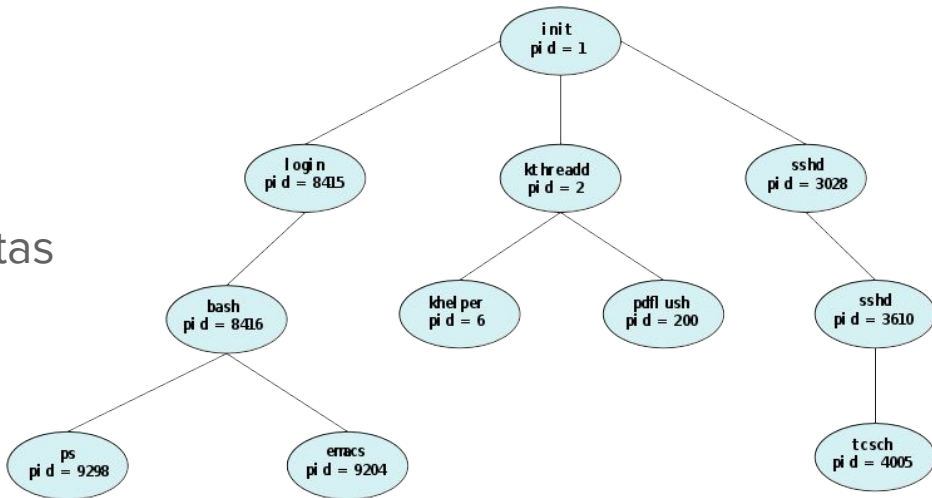 init
pid = 1
login
pid = 8415
kthreadd
pid = 2
sshd
pid = 3028
tas
bash
pid = 8416
khelper
pid = 6
pdflush
pid = 200
sshd
pid = 3610
ps
pid = 9298
emacs
pid = 9204
tcsch
pid = 4005